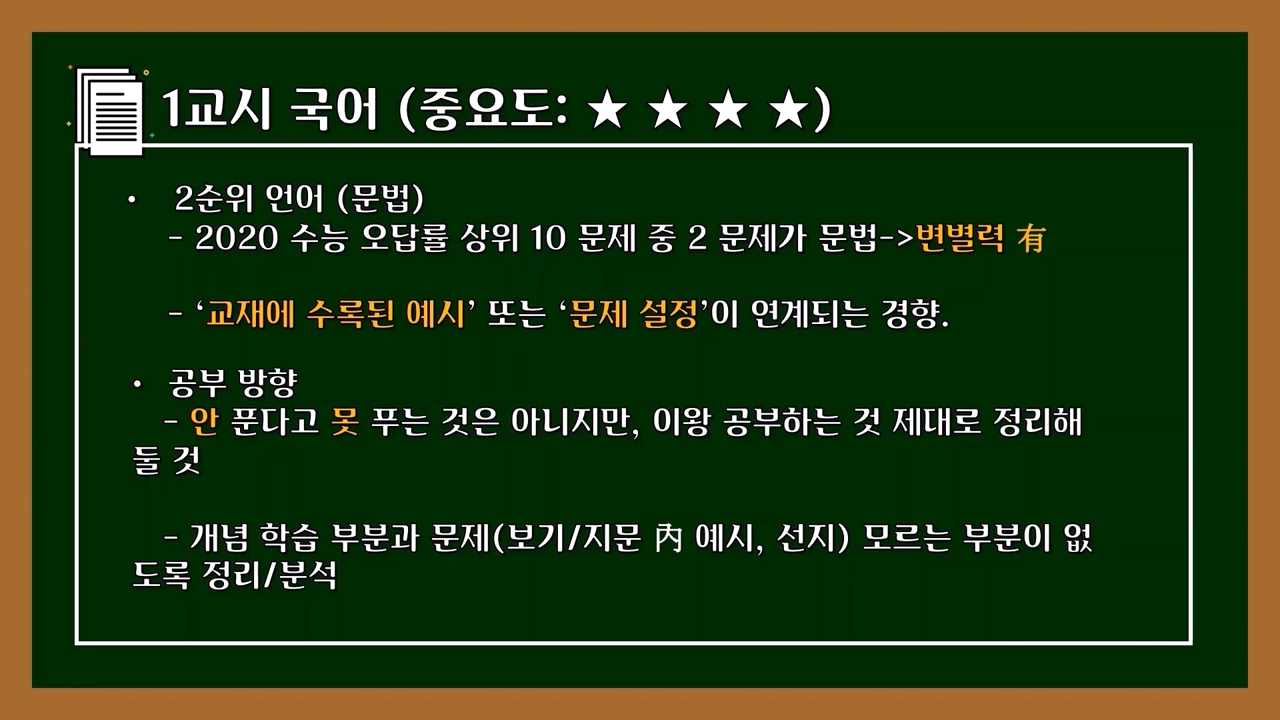 1교시 국어 (중요도: ★ ★ ★ ★)
• 2순위 언어 (문법)
- 2020 수능 오답률 상위 10 문제 중 2 문제가 문법->변별력 有
- ‘교재에 수록된 예시’ 또는 ‘문제 설정’이 연계되는 경향.
• 공부 방향
- 안 푼다고 못 푸는 것은 아니지만, 이왕 공부하는 것 제대로 정리해
둘 것
- 개념 학습 부분과 문제(보기/지문 內 예시, 선지) 모르는 부분이 없
도록 정리/분석